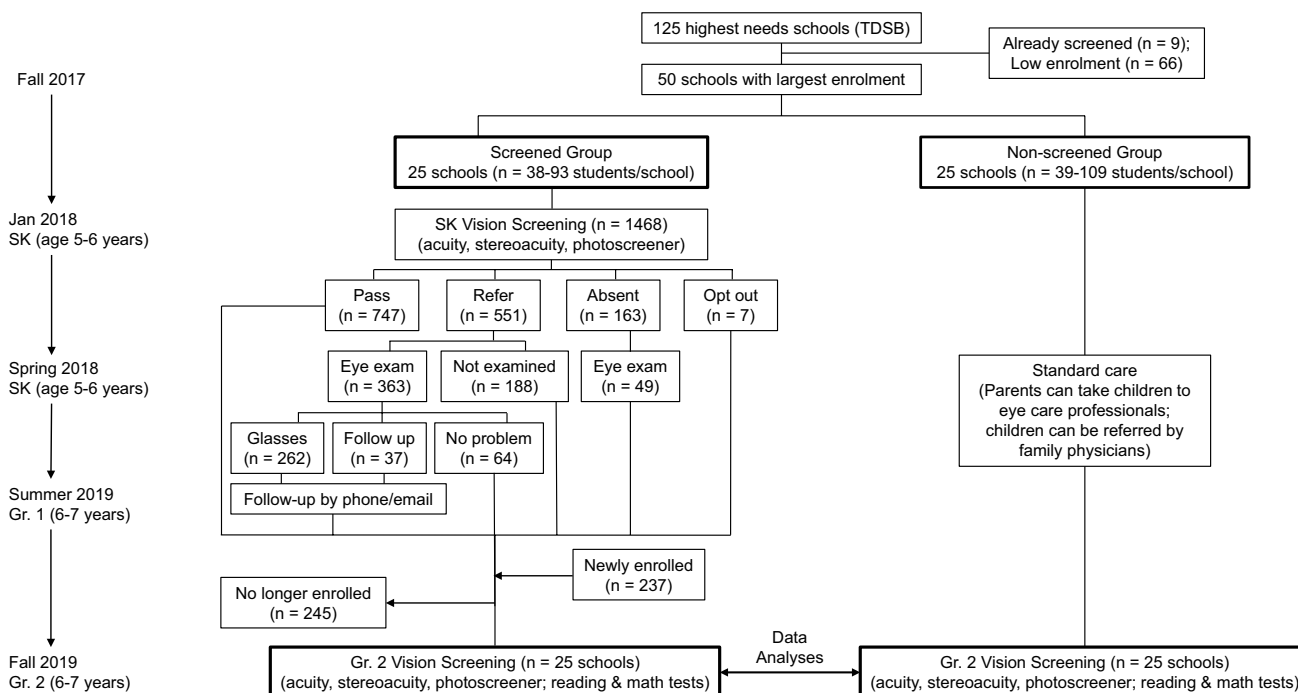 125 highest needs schools (TDSB)
Already screened (n = 9);
Low enrolment (n = 66)
Fall 2017
50 schools with largest enrolment
Screened Group
25 schools (n = 38-93 students/school)
Non-screened Group
25 schools (n = 39-109 students/school)
Jan 2018
SK (age 5-6 years)
SK Vision Screening (n = 1468)
(acuity, stereoacuity, photoscreener)
Pass
(n = 747)
Refer
(n = 551)
Absent
(n = 163)
Opt out
(n = 7)
Spring 2018
SK (age 5-6 years)
Eye exam
(n = 363)
Not examined
(n = 188)
Eye exam
(n = 49)
Standard care
(Parents can take children to
eye care professionals;
children can be referred by
family physicians)
Glasses
(n = 262)
Follow up
(n = 37)
No problem
(n = 64)
Summer 2019
Gr. 1 (6-7 years)
Follow-up by phone/email
Newly enrolled
(n = 237)
No longer enrolled
(n = 245)
Fall 2019
Gr. 2 (6-7 years)
Gr. 2 Vision Screening (n = 25 schools)
(acuity, stereoacuity, photoscreener; reading & math tests)
Data
Analyses
Gr. 2 Vision Screening (n = 25 schools)
(acuity, stereoacuity, photoscreener; reading & math tests)